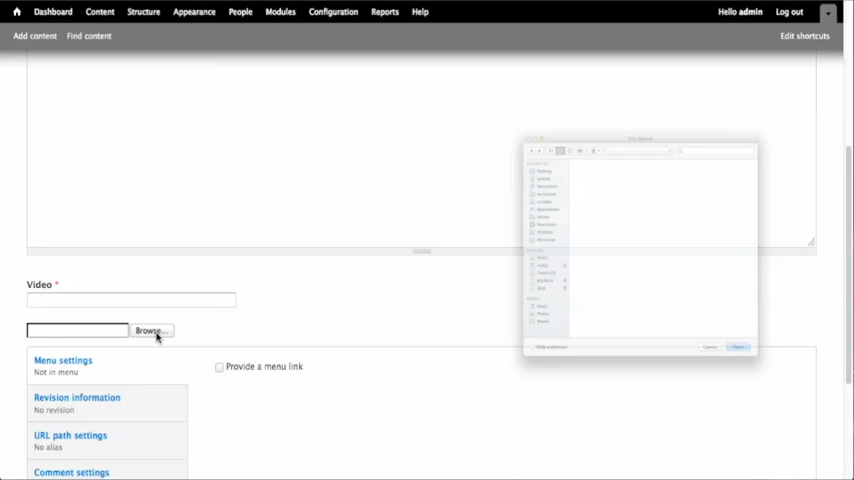 Dashboard Content Structure Appearance People Modules Configuration Reports Help Hello admin Log out
Add content Find content Edit shortcuts
Video *
Browse...
Menu settings
Not in menu
Provide a menu link
Revision information
No revision
URL path settings
No alias
Comment settings
Cancel Open